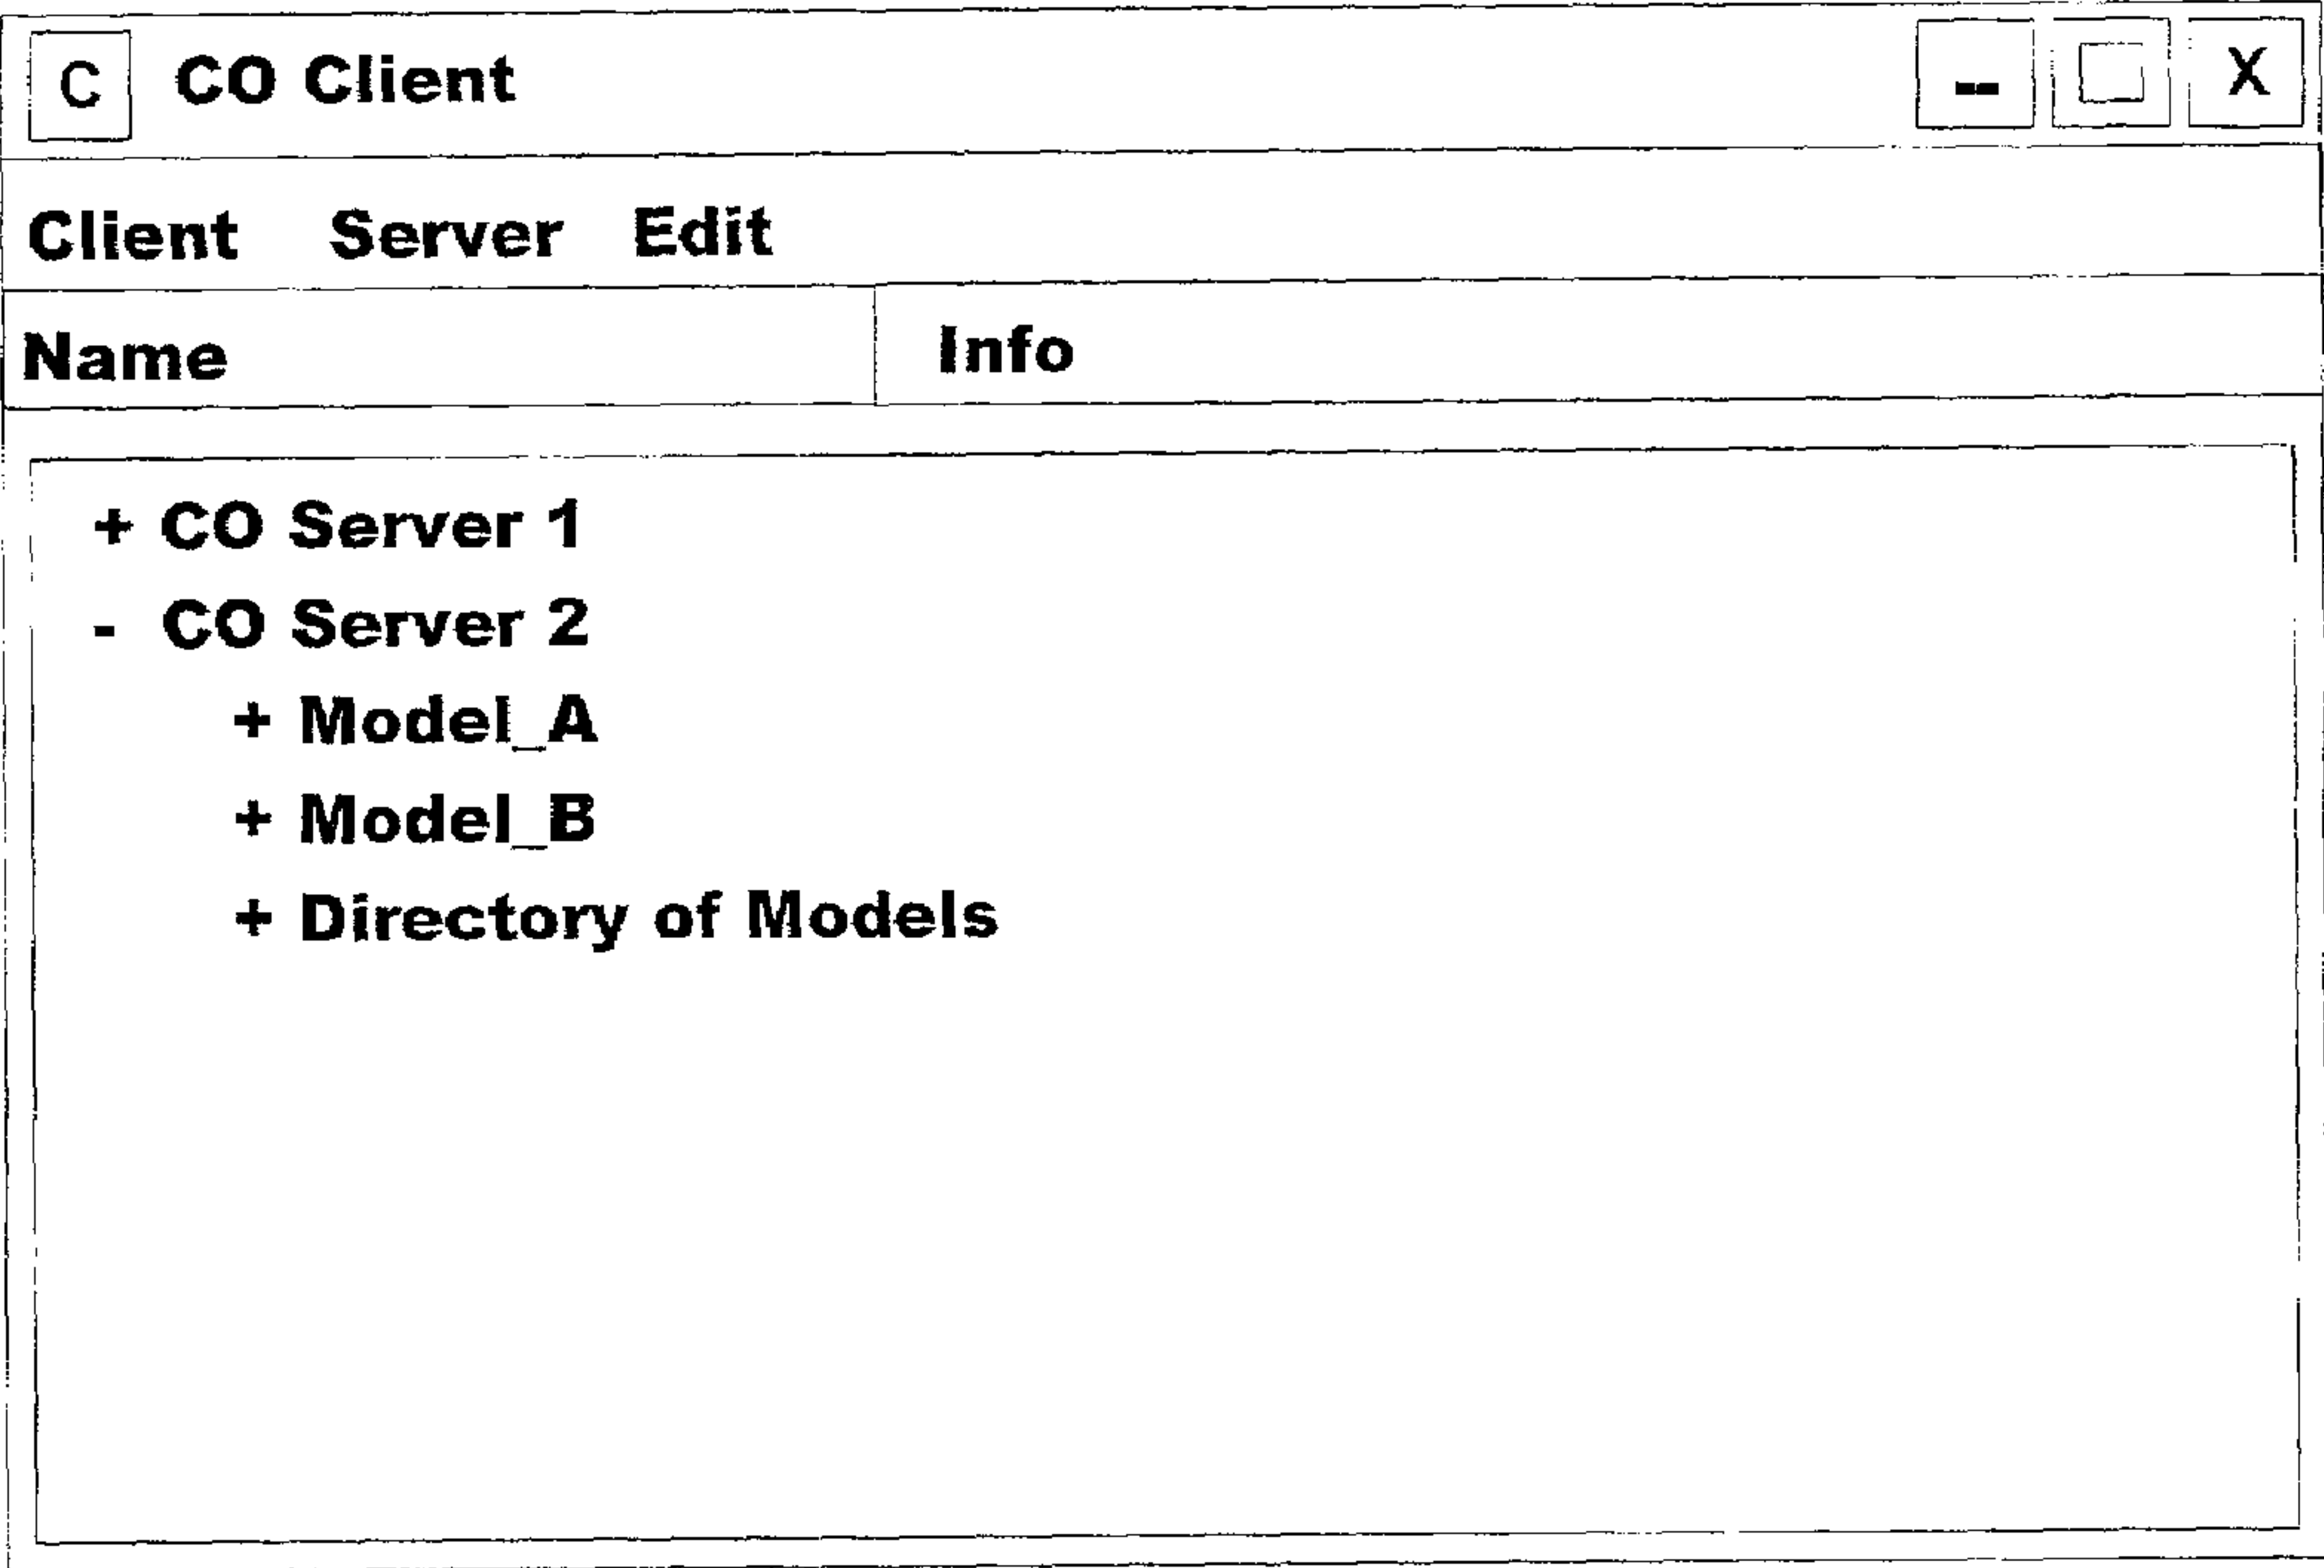 C CO Client -- X
Client Server Edit
Name Info
+ CO Server 1
- CO Server 2
+ Model_A
+ Model_B
+ Directory of Models